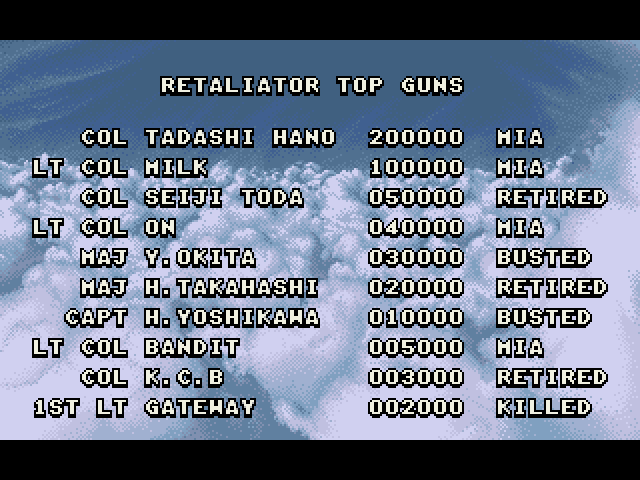 RETALIATOR TOP GUNS
COL TADASHI HANO 200000 MIA
LT COL MILK 100000 MIA
COL SEIJI TODA 050000 RETIRED
LT COL ON 040000 MIA
MAJ Y.OKITA 030000 BUSTED
MAJ H.TAKAHASHI 020000 RETIRED
CAPT H.YOSHIKAWA 010000 BUSTED
LT COL BANDIT 005000 MIA
COL K.C.B 003000 RETIRED
1ST LT GATEWAY 002000 KILLED